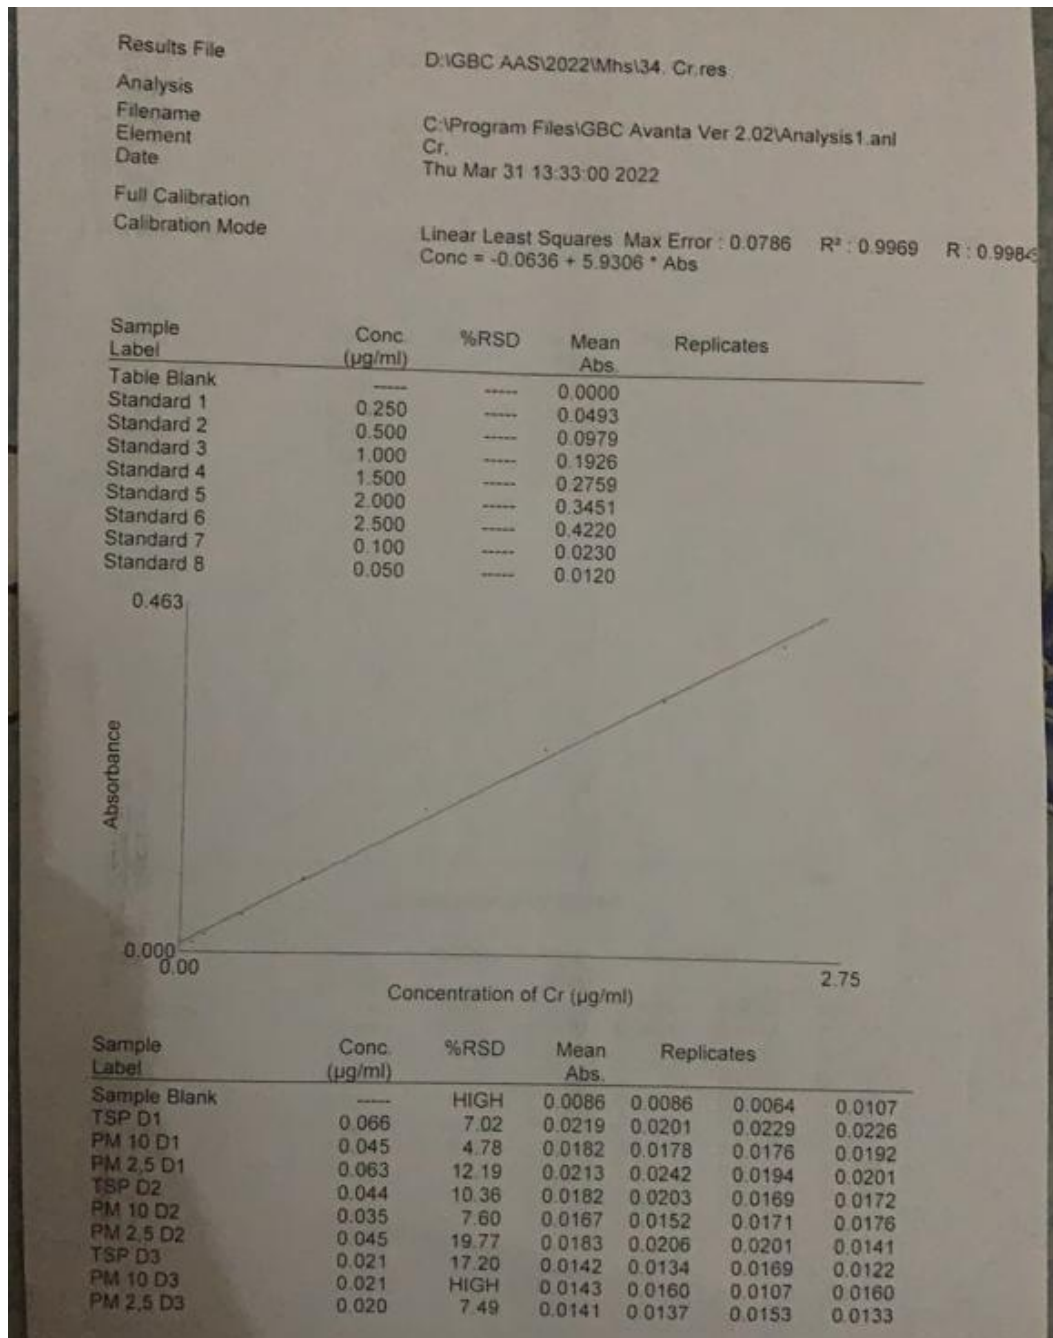 Results File D:\GBC AAS\2022\Mhs\34. Cr.res
Analysis
Filename C:\Program Files\GBC Avanta Ver 2.02\Analysis1.anl
Element Cr.
Date Thu Mar 31 13:33:00 2022
Full Calibration
Calibration Mode Linear Least Squares Max Error : 0.0786 R² : 0.9969 R : 0.9984
Conc = -0.0636 + 5.9306 * Abs
Sample Conc. %RSD Mean Replicates
Label (µg/ml) Abs.
Table Blank ----- ----- 0.0000
Standard 1 0.250 ----- 0.0493
Standard 2 0.500 ----- 0.0979
Standard 3 1.000 ----- 0.1926
Standard 4 1.500 ----- 0.2759
Standard 5 2.000 ----- 0.3451
Standard 6 2.500 ----- 0.4220
Standard 7 0.100 ----- 0.0230
Standard 8 0.050 ----- 0.0120
0.463
Absorbance
0.000
0.00 2.75
Concentration of Cr (µg/ml)
Sample Conc. %RSD Mean Replicates
Label (µg/ml) Abs.
Sample Blank ----- HIGH 0.0086 0.0086 0.0064 0.0107
TSP D1 0.066 7.02 0.0219 0.0201 0.0229 0.0226
PM 10 D1 0.045 4.78 0.0182 0.0178 0.0176 0.0192
PM 2,5 D1 0.063 12.19 0.0213 0.0242 0.0194 0.0201
TSP D2 0.044 10.36 0.0182 0.0203 0.0169 0.0172
PM 10 D2 0.035 7.60 0.0167 0.0152 0.0171 0.0176
PM 2,5 D2 0.045 19.77 0.0183 0.0206 0.0201 0.0141
TSP D3 0.021 17.20 0.0142 0.0134 0.0169 0.0122
PM 10 D3 0.021 HIGH 0.0143 0.0160 0.0107 0.0160
PM 2,5 D3 0.020 7.49 0.0141 0.0137 0.0153 0.0133